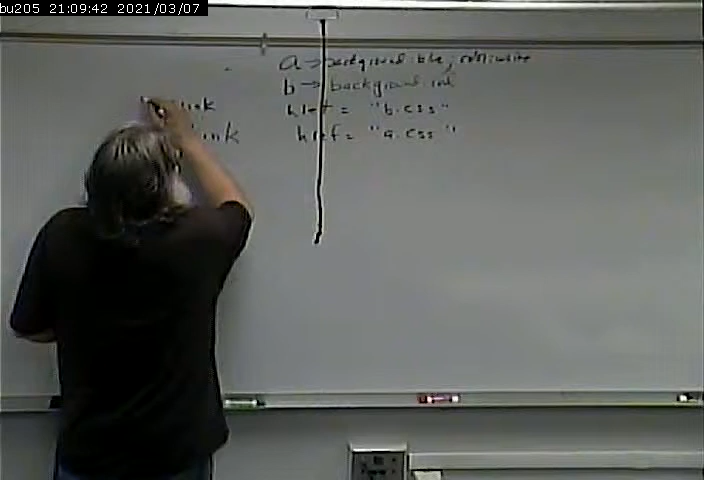 bu205 21:09:42 2021/03/07
a → background: blue; color: white
b → background: red
link href = "b.css"
link href = "a.css"